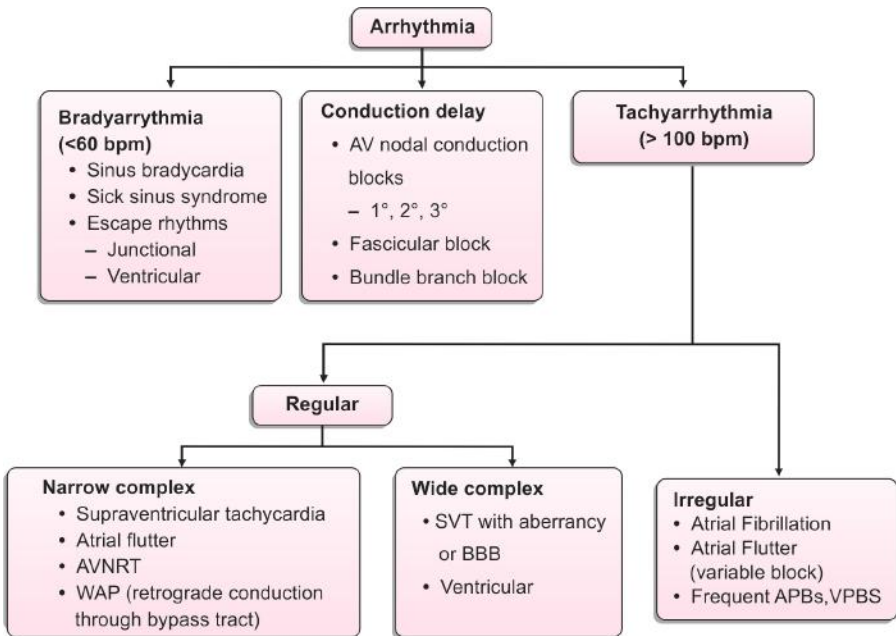 Arrhythmia
Bradyarrythmia
(<60 bpm)
• Sinus bradycardia
• Sick sinus syndrome
• Escape rhythms
– Junctional
– Ventricular
Conduction delay
• AV nodal conduction
blocks
– 1°, 2°, 3°
• Fascicular block
• Bundle branch block
Tachyarrhythmia
(> 100 bpm)
Regular
Narrow complex
• Supraventricular tachycardia
• Atrial flutter
• AVNRT
• WAP (retrograde conduction
through bypass tract)
Wide complex
• SVT with aberrancy
or BBB
• Ventricular
Irregular
• Atrial Fibrillation
• Atrial Flutter
(variable block)
• Frequent APBs,VPBS